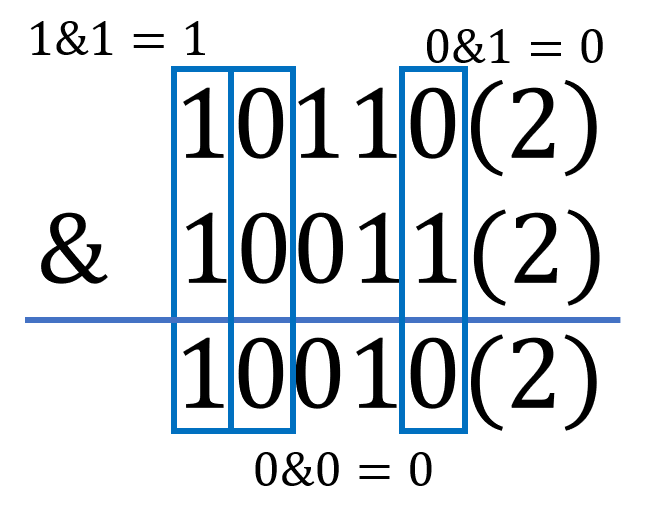 1&1 = 1
0&1 = 0
10110(2)
& 10011(2)
10010(2)
0&0 = 0